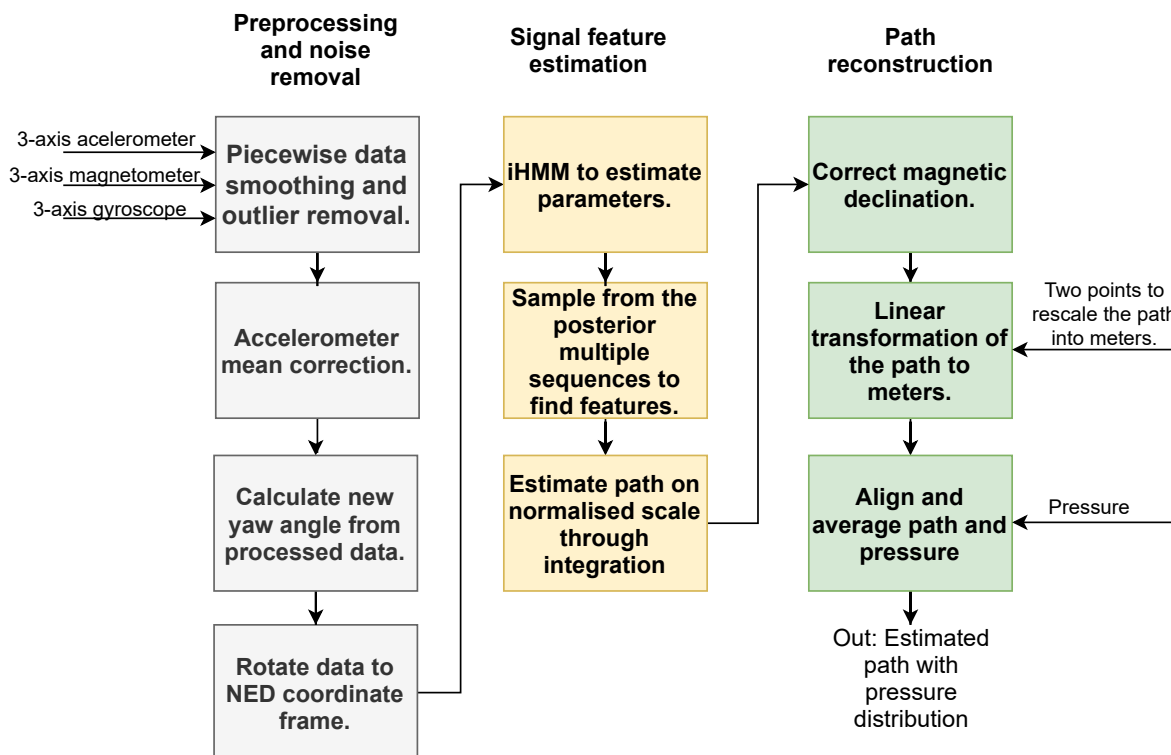 Preprocessing
and noise
removal
3-axis acelerometer
3-axis magnetometer
3-axis gyroscope
Piecewise data
smoothing and
outlier removal.
Accelerometer
mean correction.
Calculate new
yaw angle from
processed data.
Rotate data to
NED coordinate
frame.
Signal feature
estimation
iHMM to estimate
parameters.
Sample from the
posterior
multiple
sequences to
find features.
Estimate path on
normalised scale
through
integration
Path
reconstruction
Correct magnetic
declination.
Linear
transformation of
the path to
meters.
Two points to
rescale the path
into meters.
Align and
average path and
pressure
Pressure
Out: Estimated
path with
pressure
distribution